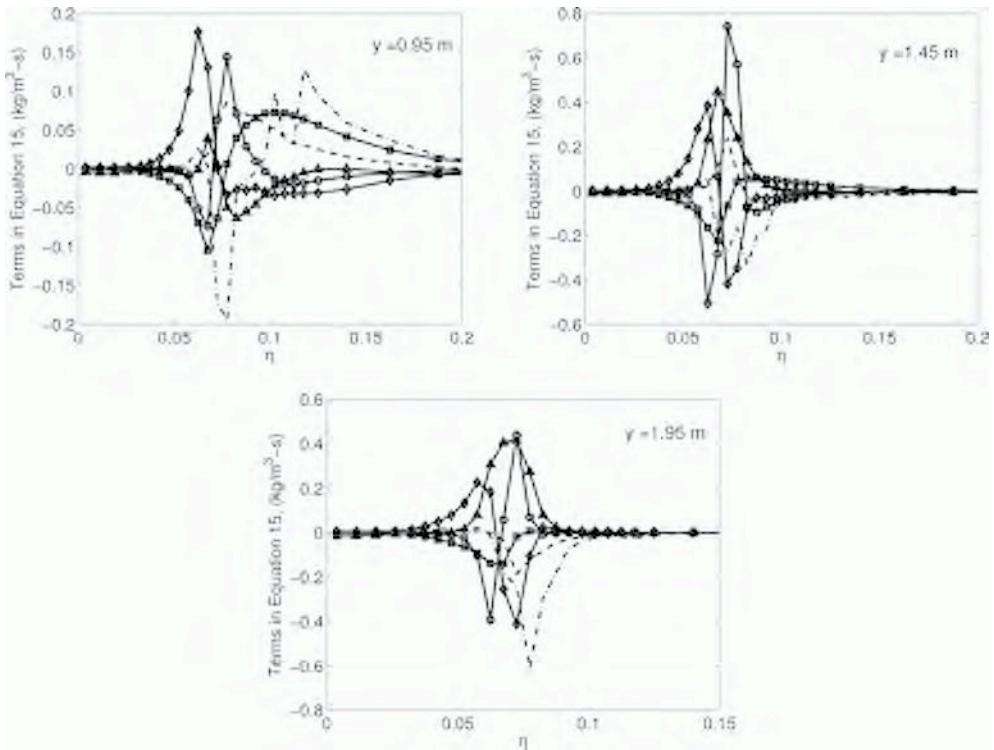 y =0.95 m
Terms in Equation 15, (kg/m³-s)
0.2
0.15
0.1
0.05
0
−0.05
−0.1
−0.15
−0.2
0 0.05 0.1 0.15 0.2
η
y =1.45 m
Terms in Equation 15, (kg/m³-s)
0.8
0.6
0.4
0.2
0
−0.2
−0.4
−0.6
0 0.05 0.1 0.15 0.2
η
y =1.95 m
Terms in Equation 15, (kg/m³-s)
0.6
0.4
0.2
0
−0.2
−0.4
−0.6
−0.8
0 0.05 0.1 0.15
η